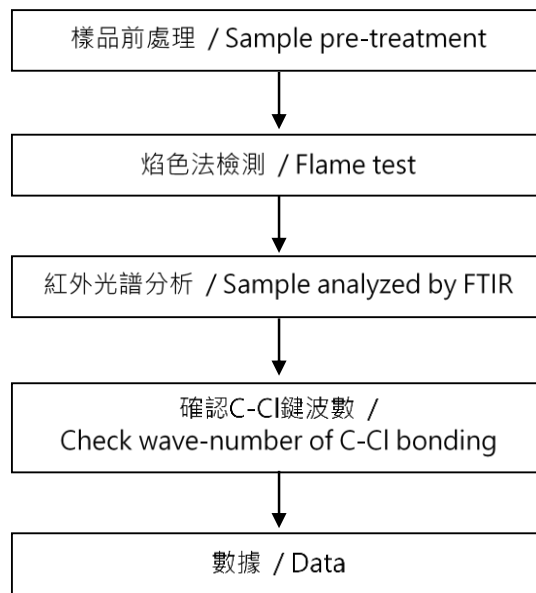 樣品前處理 / Sample pre-treatment
焰色法檢測 / Flame test
紅外光譜分析 / Sample analyzed by FTIR
確認C-Cl鍵波數 /
Check wave-number of C-Cl bonding
數據 / Data